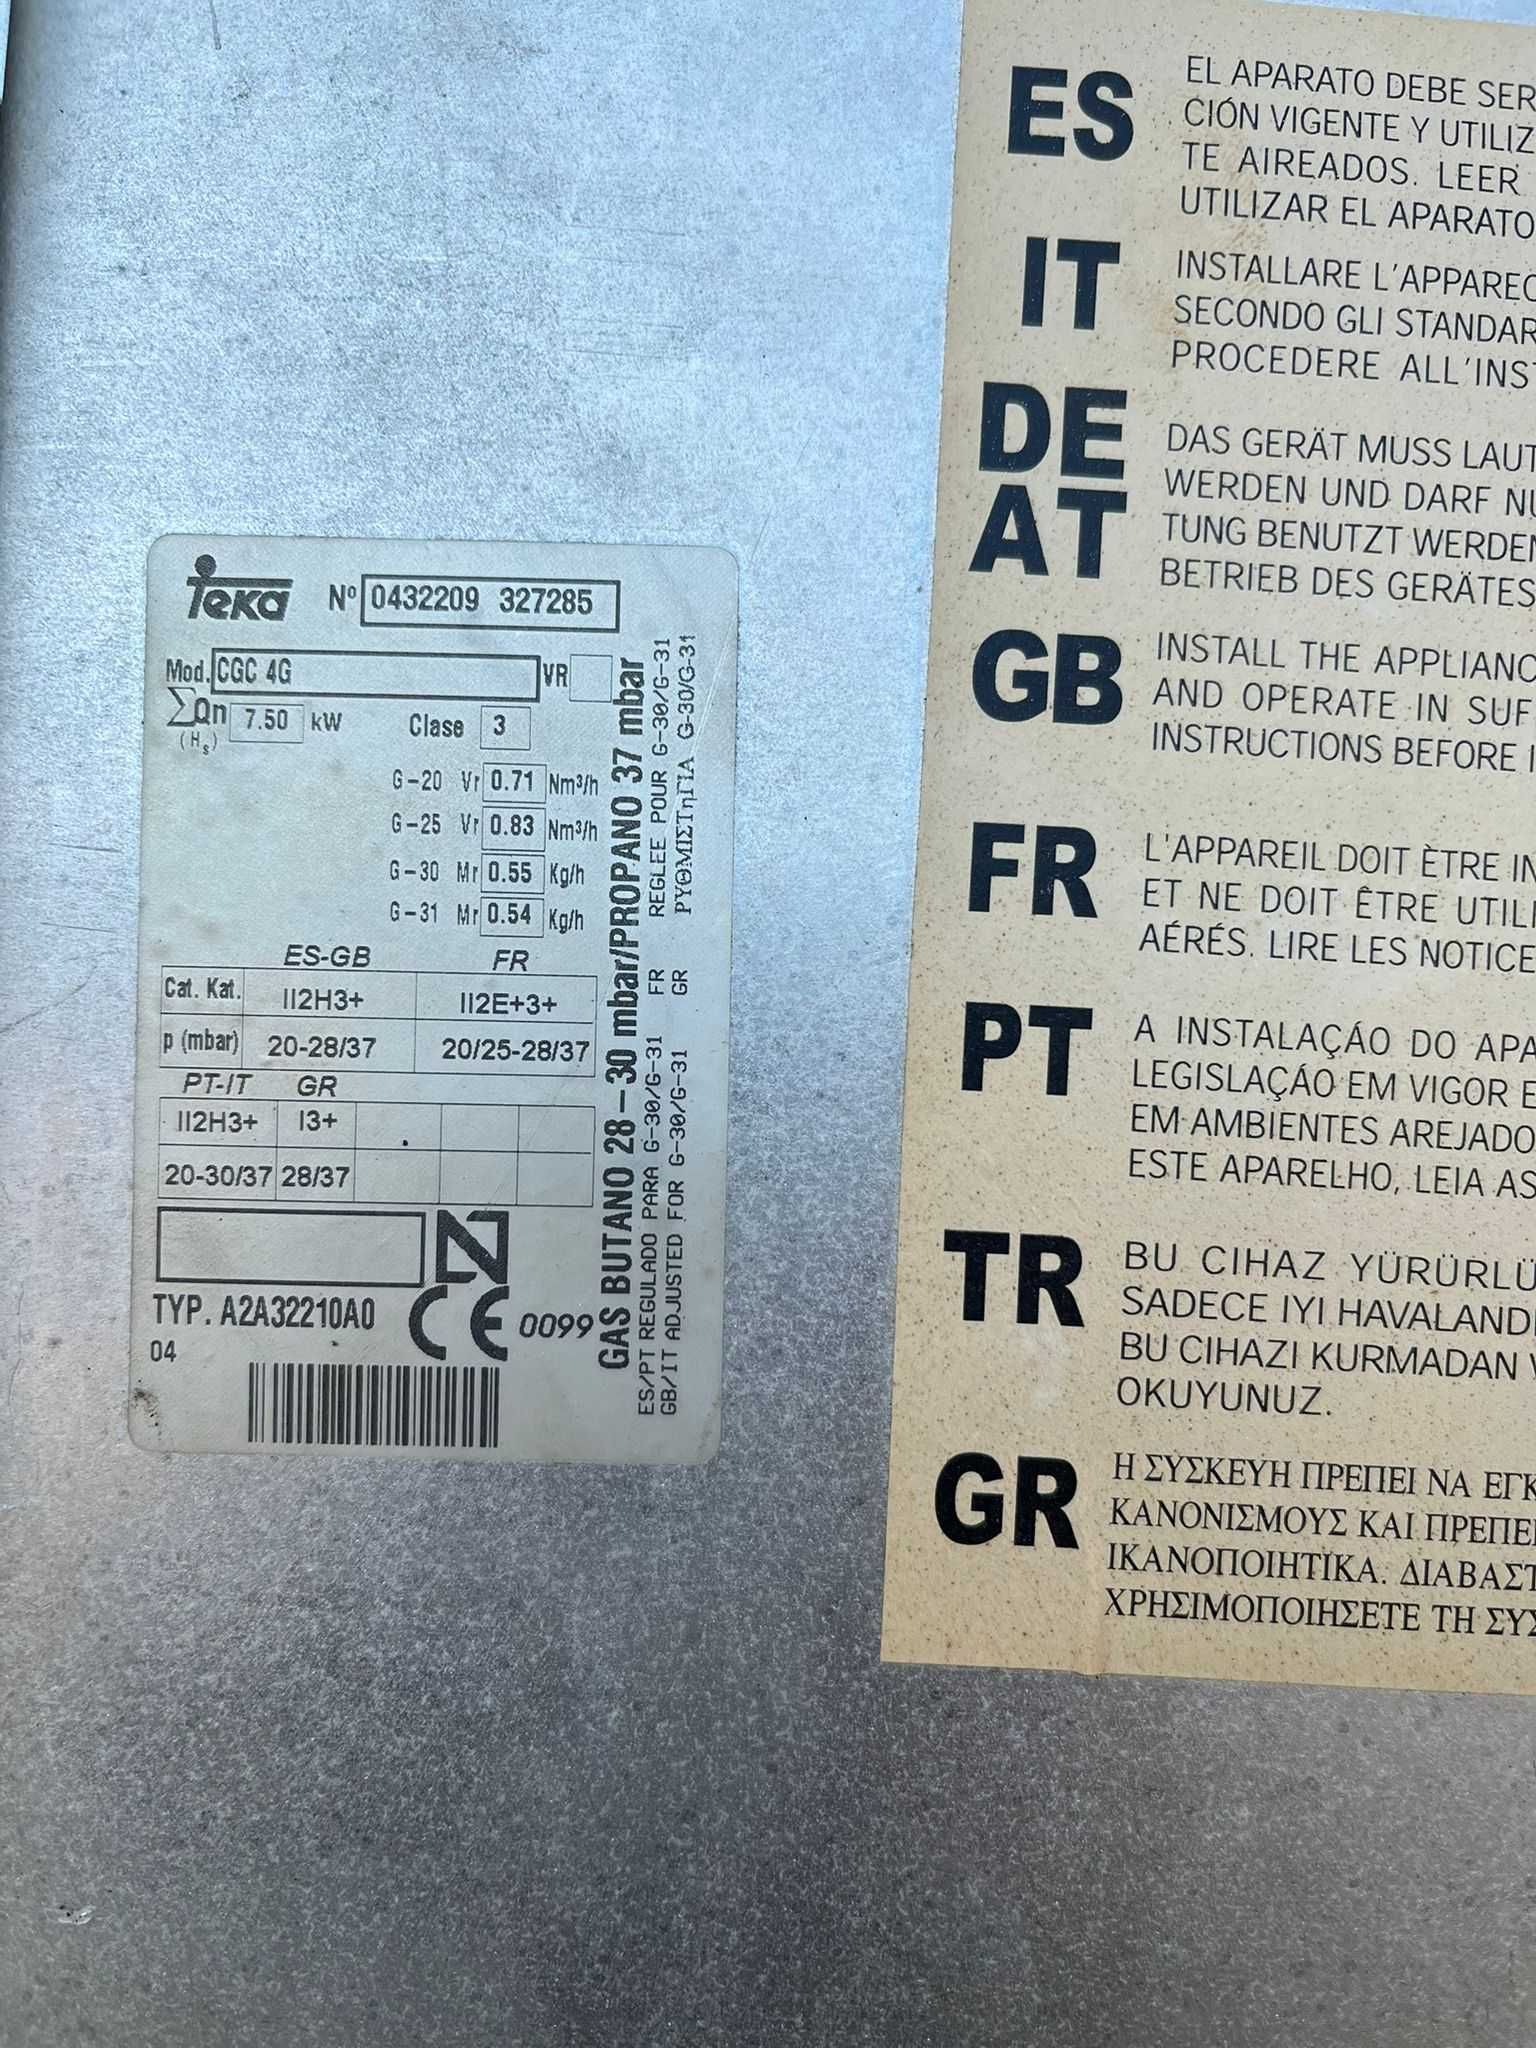 teka Nº 0432209 327285
Mod. CGC 4G VR
ΣQn 7.50 kW Clase 3
(Hs)
G-20 Vr 0.71 Nm³/h
G-25 Vr 0.83 Nm³/h
G-30 Mr 0.55 Kg/h
G-31 Mr 0.54 Kg/h
ES-GB FR
Cat. Kat. II2H3+ II2E+3+
p (mbar) 20-28/37 20/25-28/37
PT-IT GR
II2H3+ I3+
20-30/37 28/37
TYP. A2A32210A0 CE 0099
04
GAS BUTANO 28-30 mbar/PROPANO 37 mbar
ES/PT REGULADO PARA G-30/G-31 FR REGLEE POUR G-30/G-31
GB/IT ADJUSTED FOR G-30/G-31 GR ΡΥΘΜΙΣΤηΓΙΑ G-30/G-31
ES
EL APARATO DEBE SER
CIÓN VIGENTE Y UTILIZ
TE AIREADOS. LEER
UTILIZAR EL APARATO
IT
INSTALLARE L'APPAREC
SECONDO GLI STANDAR
PROCEDERE ALL'INST
DE
AT
DAS GERÄT MUSS LAUT
WERDEN UND DARF NU
TUNG BENUTZT WERDEN
BETRIEB DES GERÄTES
GB
INSTALL THE APPLIANC
AND OPERATE IN SUF
INSTRUCTIONS BEFORE I
FR
L'APPAREIL DOIT ÈTRE IN
ET NE DOIT ÊTRE UTILI
AÉRÉS. LIRE LES NOTICE
PT
A INSTALAÇÁO DO APA
LEGISLAÇÁO EM VIGOR E
EM AMBIENTES AREJADO
ESTE APARELHO, LEIA AS
TR
BU CIHAZ YÜRÜRLÜ
SADECE IYI HAVALANDI
BU CIHAZI KURMADAN V
OKUYUNUZ.
GR
Η ΣΥΣΚΕΥΗ ΠΡΕΠΕΙ ΝΑ ΕΓΚ
ΚΑΝΟΝΙΣΜΟΥΣ ΚΑΙ ΠΡΕΠΕΙ
ΙΚΑΝΟΠΟΙΗΤΙΚΑ. ΔΙΑΒΑΣΤ
ΧΡΗΣΙΜΟΠΟΙΗΣΕΤΕ ΤΗ ΣΥΣ